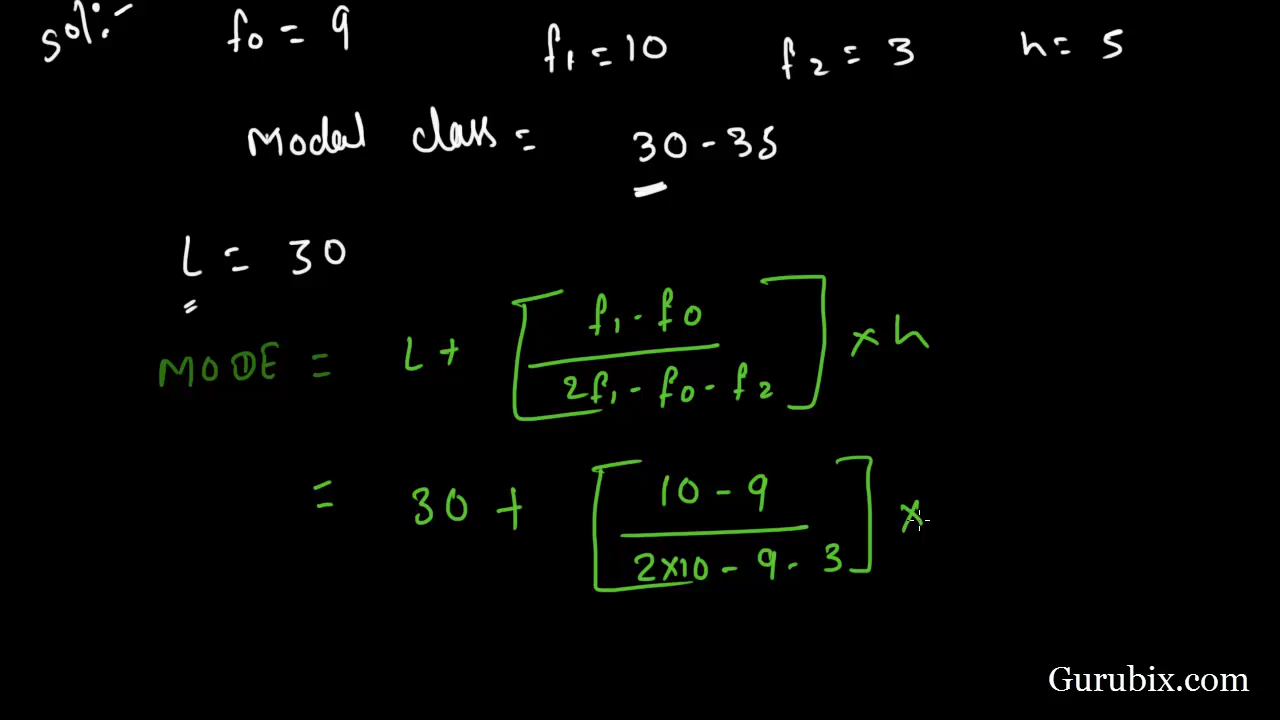 Sol:-
f0 = 9 f1 = 10 f2 = 3 h = 5
Modal class = 30 - 35
L = 30
MODE = L + [ f1 - f0 / 2f1 - f0 - f2 ] × h
= 30 + [ 10 - 9 / 2×10 - 9 - 3 ] ×
Gurubix.com